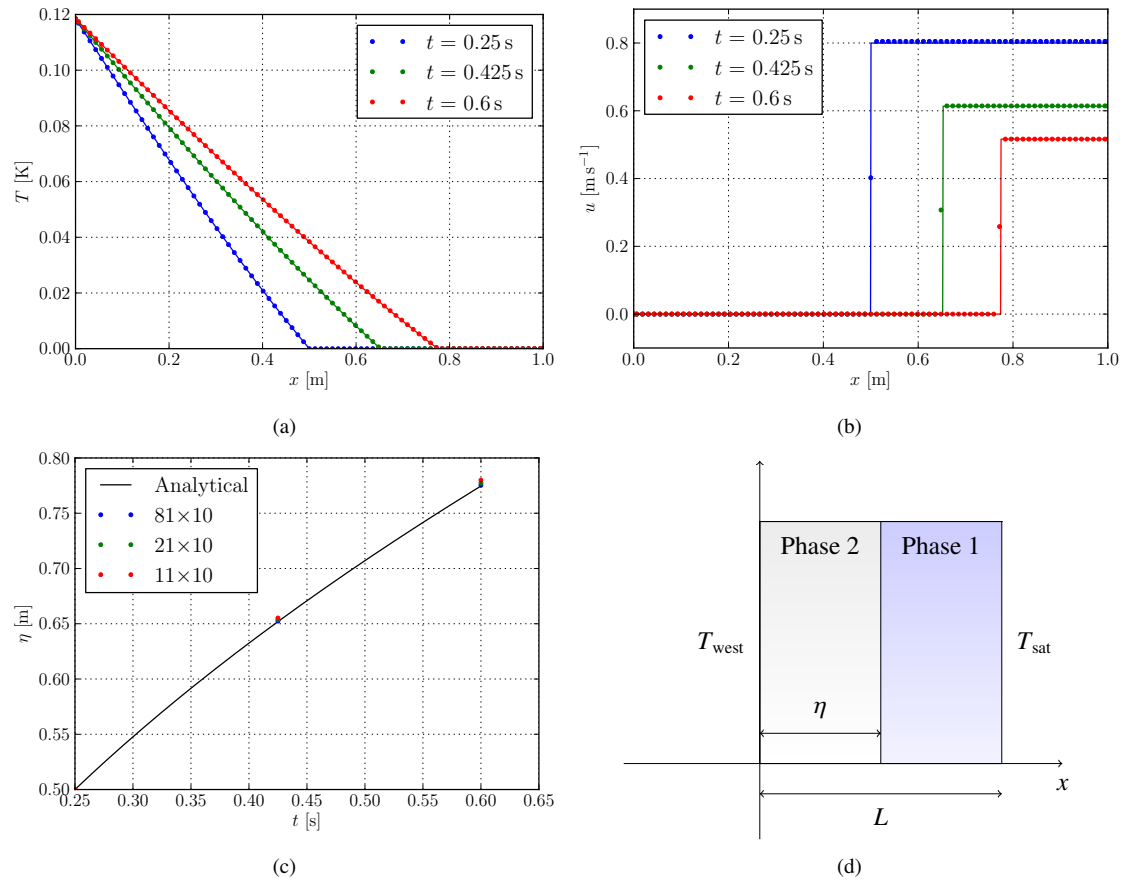 0.12
0.10
0.08
0.06
0.04
0.02
0.00
T [K]
t = 0.25 s
t = 0.425 s
t = 0.6 s
0.0 0.2 0.4 0.6 0.8 1.0
x [m]
(a)
0.8
0.6
0.4
0.2
0.0
u [m s⁻¹]
t = 0.25 s
t = 0.425 s
t = 0.6 s
0.0 0.2 0.4 0.6 0.8 1.0
x [m]
(b)
0.80
0.75
0.70
0.65
0.60
0.55
0.50
η [m]
Analytical
81×10
21×10
11×10
0.25 0.30 0.35 0.40 0.45 0.50 0.55 0.60 0.65
t [s]
(c)
Phase 2 Phase 1
T_west T_sat
η
x
L
(d)